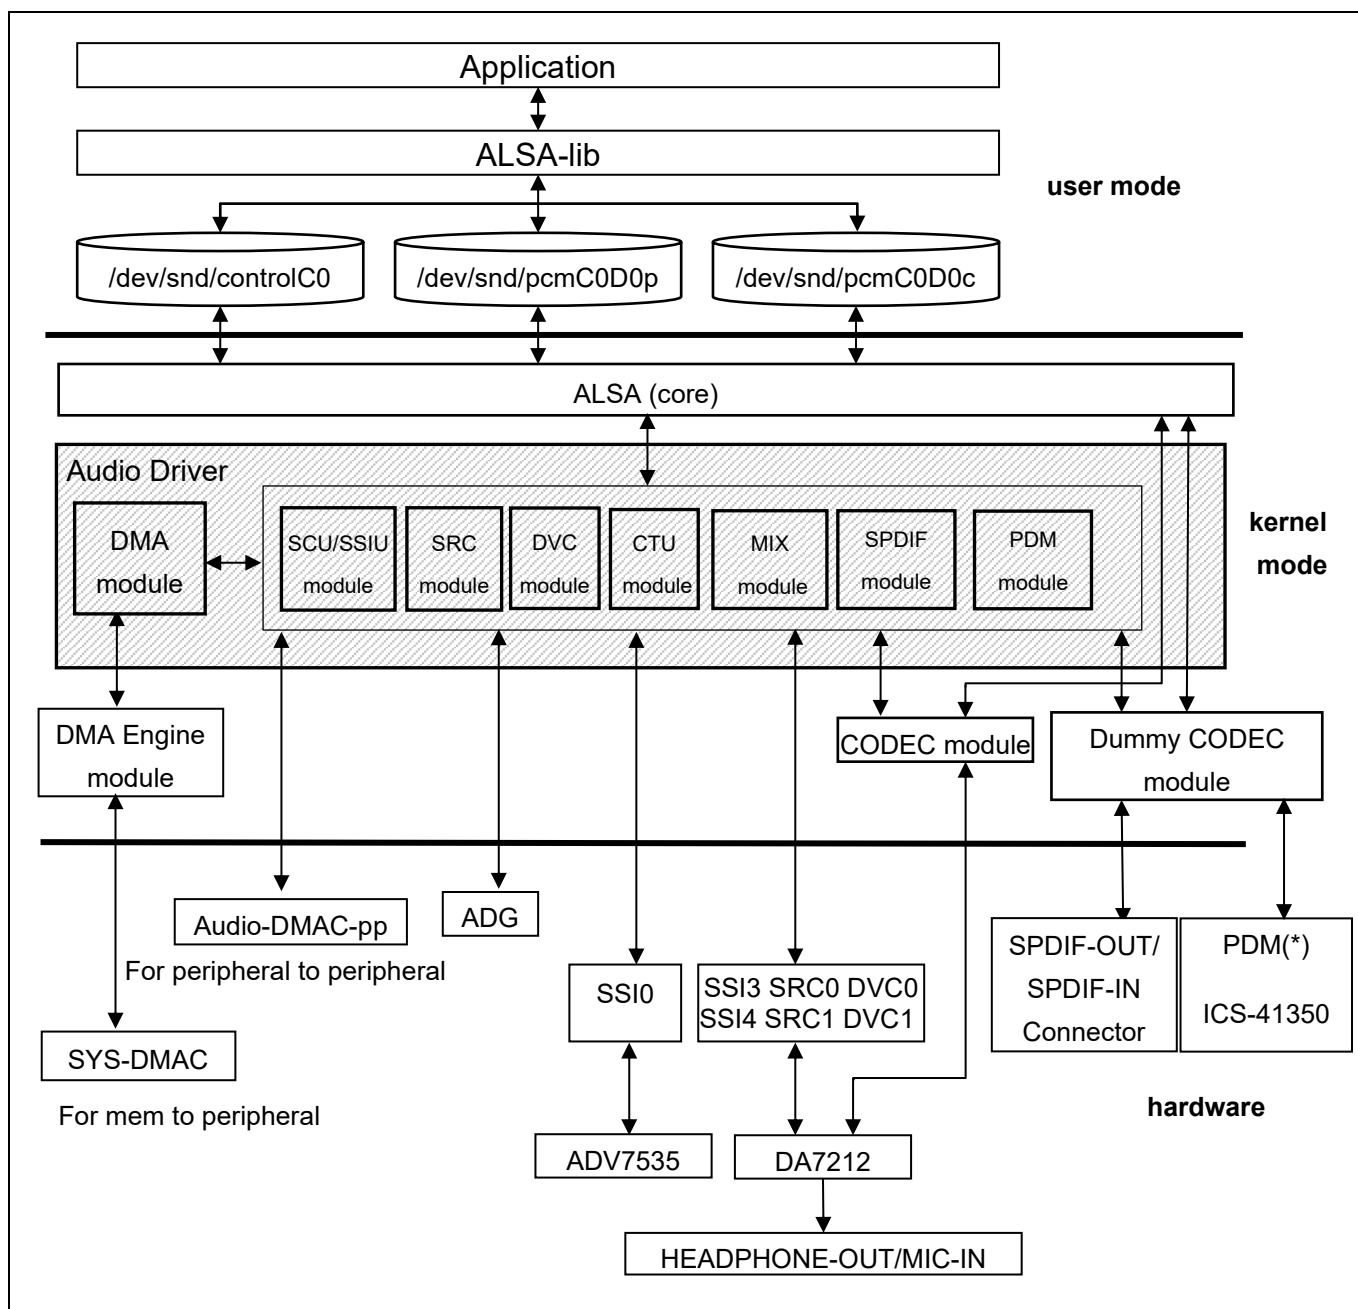 Application
ALSA-lib
user mode
/dev/snd/controlC0
/dev/snd/pcmC0D0p
/dev/snd/pcmC0D0c
ALSA (core)
Audio Driver
DMA
module
SCU/SSIU
module
SRC
module
DVC
module
CTU
module
MIX
module
SPDIF
module
PDM
module
kernel
mode
DMA Engine
module
CODEC module
Dummy CODEC
module
Audio-DMAC-pp
For peripheral to peripheral
ADG
SSI0
SSI3 SRC0 DVC0
SSI4 SRC1 DVC1
SPDIF-OUT/
SPDIF-IN
Connector
PDM(*)
ICS-41350
SYS-DMAC
For mem to peripheral
hardware
ADV7535
DA7212
HEADPHONE-OUT/MIC-IN